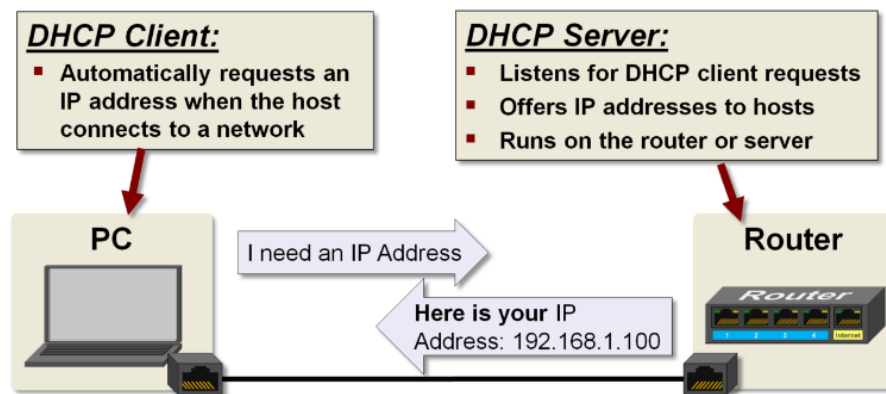 DHCP Client:
▪ Automatically requests an
IP address when the host
connects to a network
DHCP Server:
▪ Listens for DHCP client requests
▪ Offers IP addresses to hosts
▪ Runs on the router or server
PC
I need an IP Address
Here is your IP
Address: 192.168.1.100
Router
Router
1 2 3 4 Internet